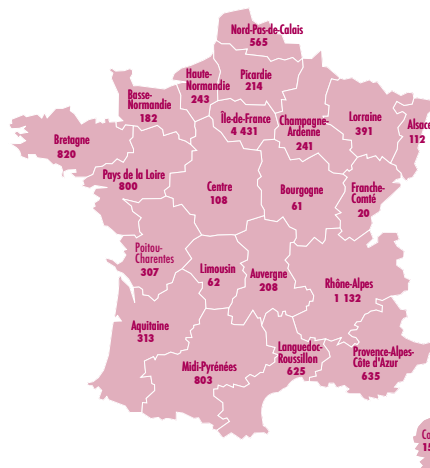 Nord-Pas-de-Calais
565
Haute-
Normandie
243
Picardie
214
Basse-
Normandie
182
Île-de-France
4 431
Champagne-
Ardenne
241
Lorraine
391
Alsace
112
Bretagne
820
Pays de la Loire
800
Centre
108
Bourgogne
61
Franche-
Comté
20
Poitou-
Charentes
307
Limousin
62
Auvergne
208
Rhône-Alpes
1 132
Aquitaine
313
Midi-Pyrénées
803
Languedoc-
Roussillon
625
Provence-Alpes-
Côte d'Azur
635